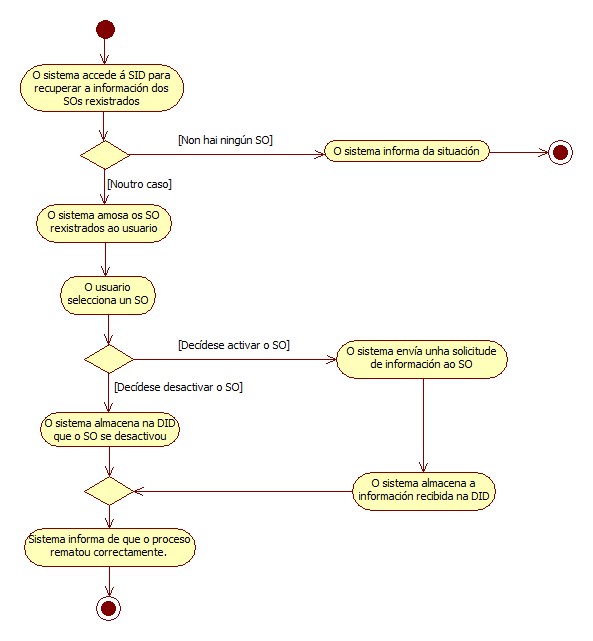 O sistema accede á SID para
recuperar a información dos
SOs rexistrados
[Non hai ningún SO]
O sistema informa da situación
[Noutro caso]
O sistema amosa os SO
rexistrados ao usuario
O usuario
selecciona un SO
[Decídese activar o SO]
O sistema envía unha solicitude
de información ao SO
[Decídese desactivar o SO]
O sistema almacena na DID
que o SO se desactivou
O sistema almacena a
información recibida na DID
Sistema informa de que o proceso
rematou correctamente.